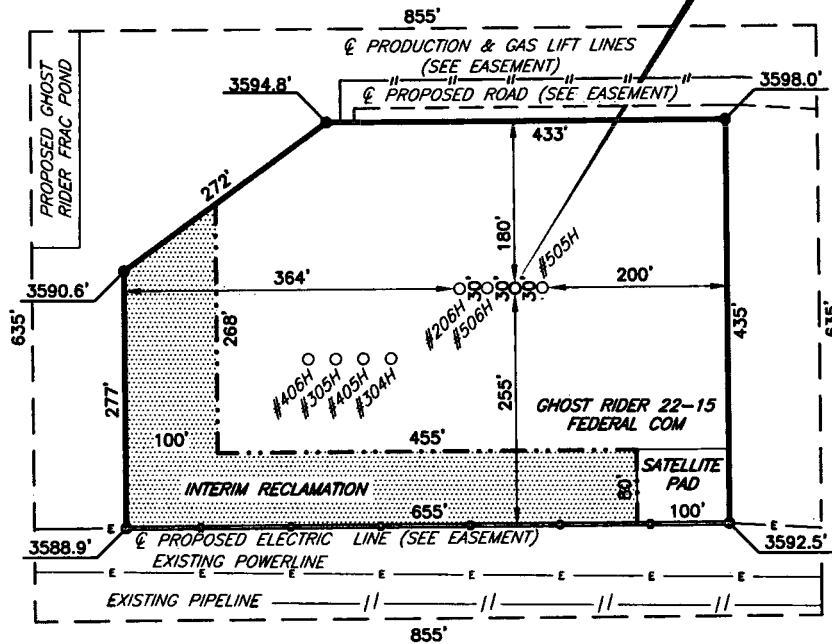 855'
℄ PRODUCTION & GAS LIFT LINES
(SEE EASEMENT)
℄ PROPOSED ROAD (SEE EASEMENT)
PROPOSED GHOST
RIDER FRAC POND
3594.8'
3598.0'
433'
272'
180'
#505H
364'
30'
30'
30'
200'
3590.6'
#206H
#506H
635'
268'
435'
635'
#406H
#305H
#405H
#304H
277'
255'
GHOST RIDER 22-15
FEDERAL COM
100'
455'
SATELLITE
PAD
INTERIM RECLAMATION
80'
655'
100'
E
E
3588.9'
℄ PROPOSED ELECTRIC LINE (SEE EASEMENT)
3592.5'
EXISTING POWERLINE
E E E E E E E
EXISTING PIPELINE
855'